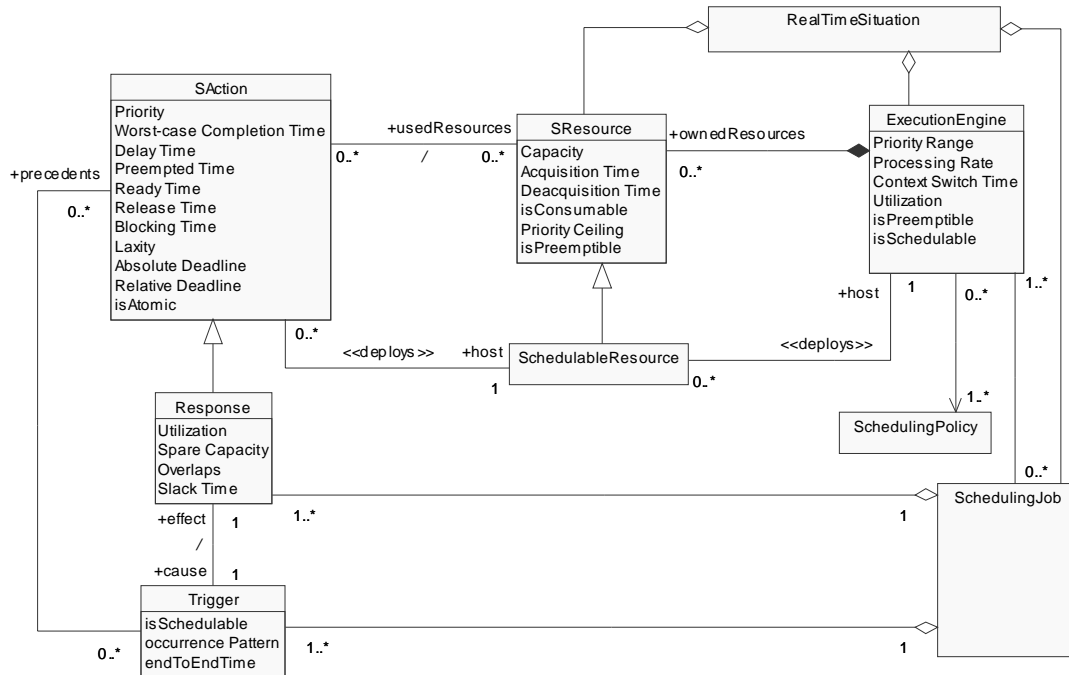 RealTimeSituation
SAction
Priority
Worst-case Completion Time
Delay Time
Preempted Time
Ready Time
Release Time
Blocking Time
Laxity
Absolute Deadline
Relative Deadline
isAtomic
+usedResources
0..*
/
0..*
SResource
Capacity
Acquisition Time
Deacquisition Time
isConsumable
Priority Ceiling
isPreemptible
+ownedResources
0..*
ExecutionEngine
Priority Range
Processing Rate
Context Switch Time
Utilization
isPreemptible
isSchedulable
+precedents
0..*
+host
1
0..*
1..*
0..*
<<deploys>>
+host
1
SchedulableResource
<<deploys>>
0..*
1..*
SchedulingPolicy
Response
Utilization
Spare Capacity
Overlaps
Slack Time
0..*
SchedulingJob
+effect
1
1..*
1
/
+cause
1
Trigger
isSchedulable
occurrence Pattern
endToEndTime
0..*
1..*
1